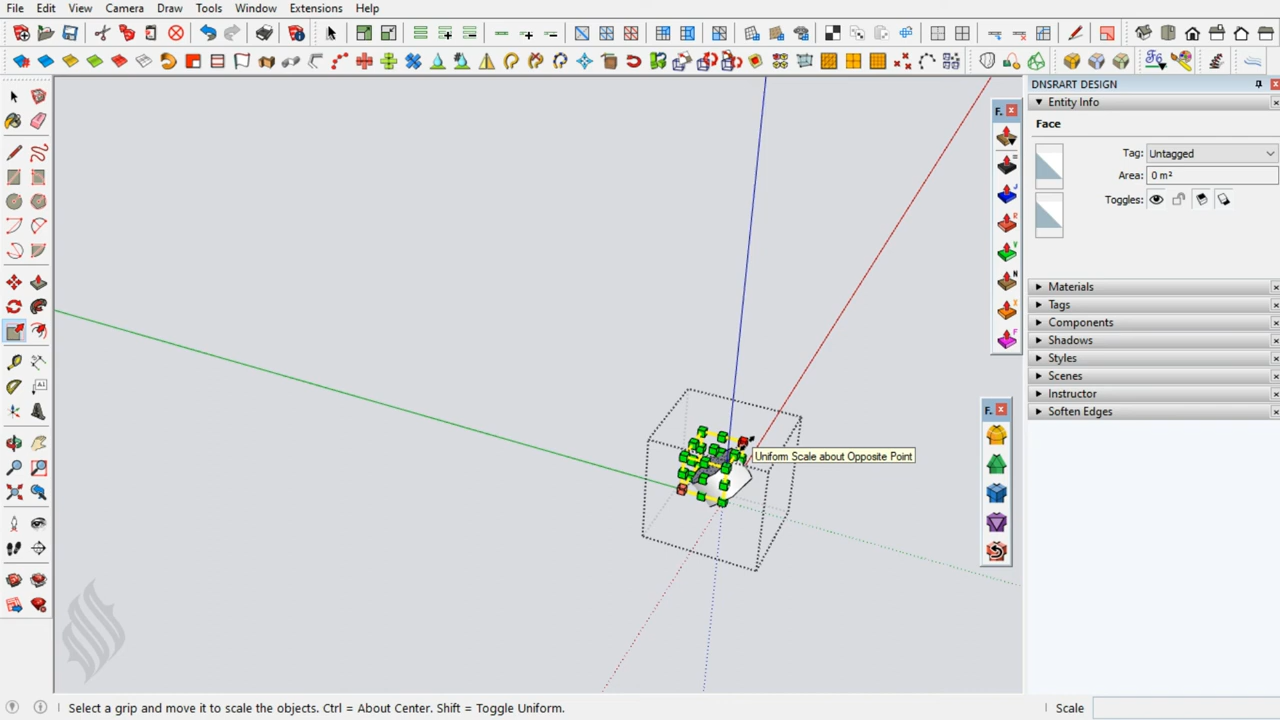 File Edit View Camera Draw Tools Window Extensions Help
DNSRART DESIGN
Entity Info
Face
Tag: Untagged
Area: 0 m²
Toggles:
Materials
Tags
Components
Shadows
Styles
Scenes
Instructor
Soften Edges
F.
F.
Uniform Scale about Opposite Point
Select a grip and move it to scale the objects. Ctrl = About Center. Shift = Toggle Uniform.
Scale